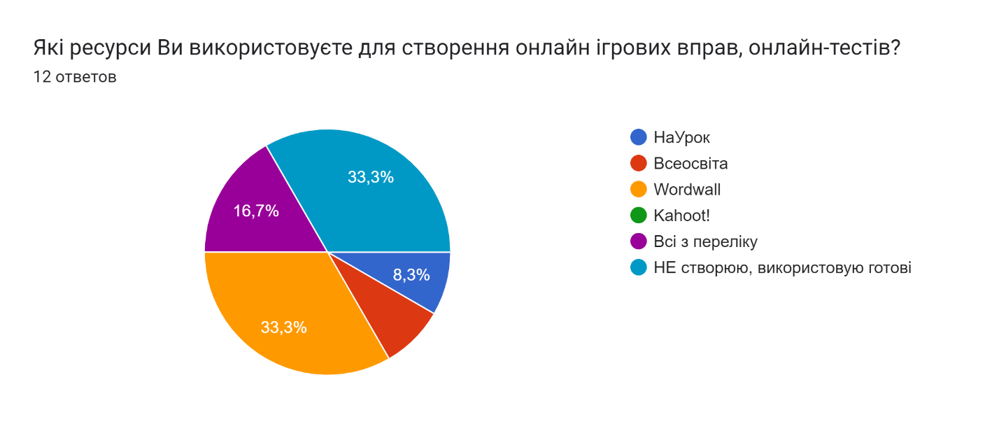 Які ресурси Ви використовуєте для створення онлайн ігрових вправ, онлайн-тестів?
12 ответов
33,3%
16,7%
8,3%
33,3%
НаУрок
Всеосвіта
Wordwall
Kahoot!
Всі з переліку
НЕ створюю, використовую готові